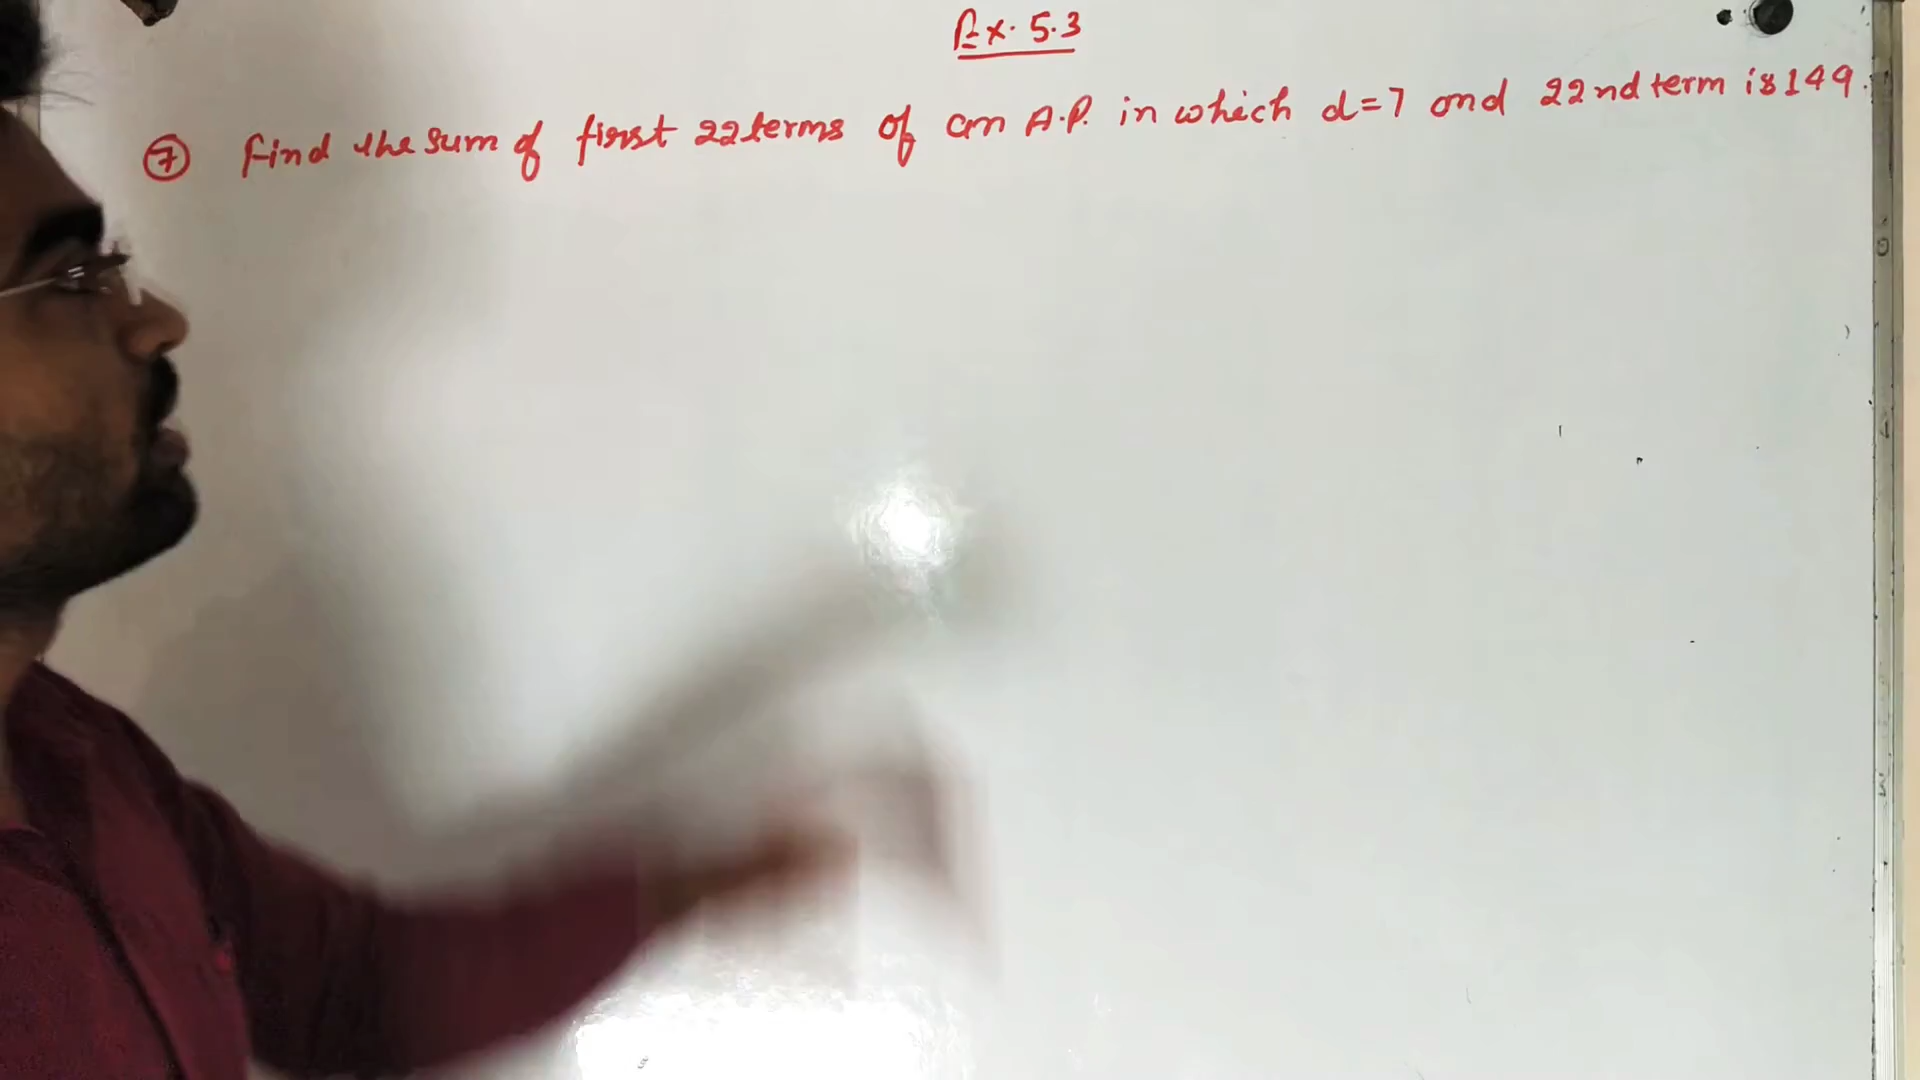 Ex. 5.3
7 Find the sum of first 22 terms of an A.P. in which d=7 and 22nd term is 149.